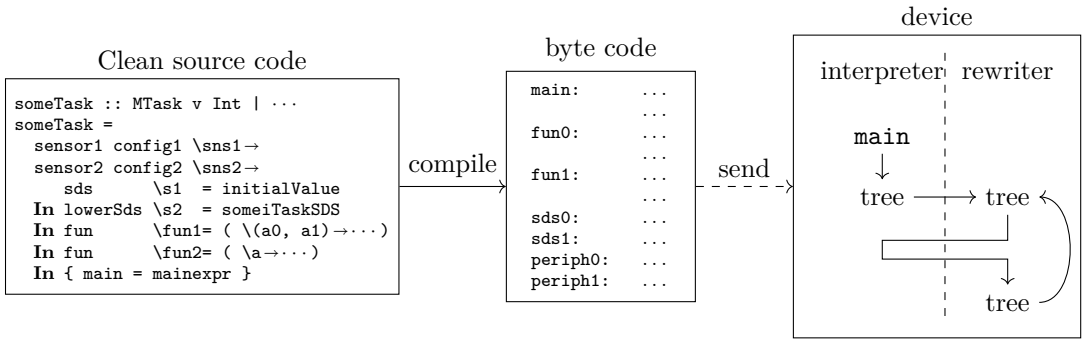 Clean source code
someTask :: MTask v Int | ⋯
someTask =
  sensor1 config1 \sns1→
  sensor2 config2 \sns2→
     sds      \s1  = initialValue
  In lowerSds \s2  = someiTaskSDS
  In fun      \fun1= ( \(a0, a1)→⋯)
  In fun      \fun2= ( \a→⋯)
  In { main = mainexpr }
compile
byte code
main:     ...
          ...
fun0:     ...
          ...
fun1:     ...
          ...
sds0:     ...
sds1:     ...
periph0:  ...
periph1:  ...
send
device
interpreter rewriter
main
tree tree
tree